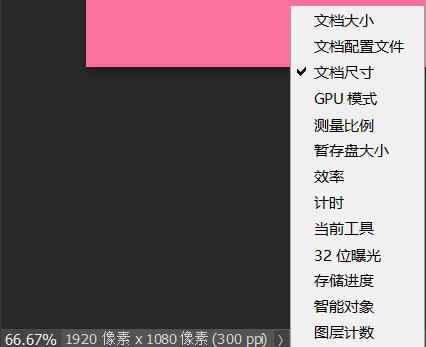 文档大小
文档配置文件
文档尺寸
GPU 模式
测量比例
暂存盘大小
效率
计时
当前工具
32 位曝光
存储进度
智能对象
图层计数
66.67% 1920 像素 x 1080 像素 (300 ppi)